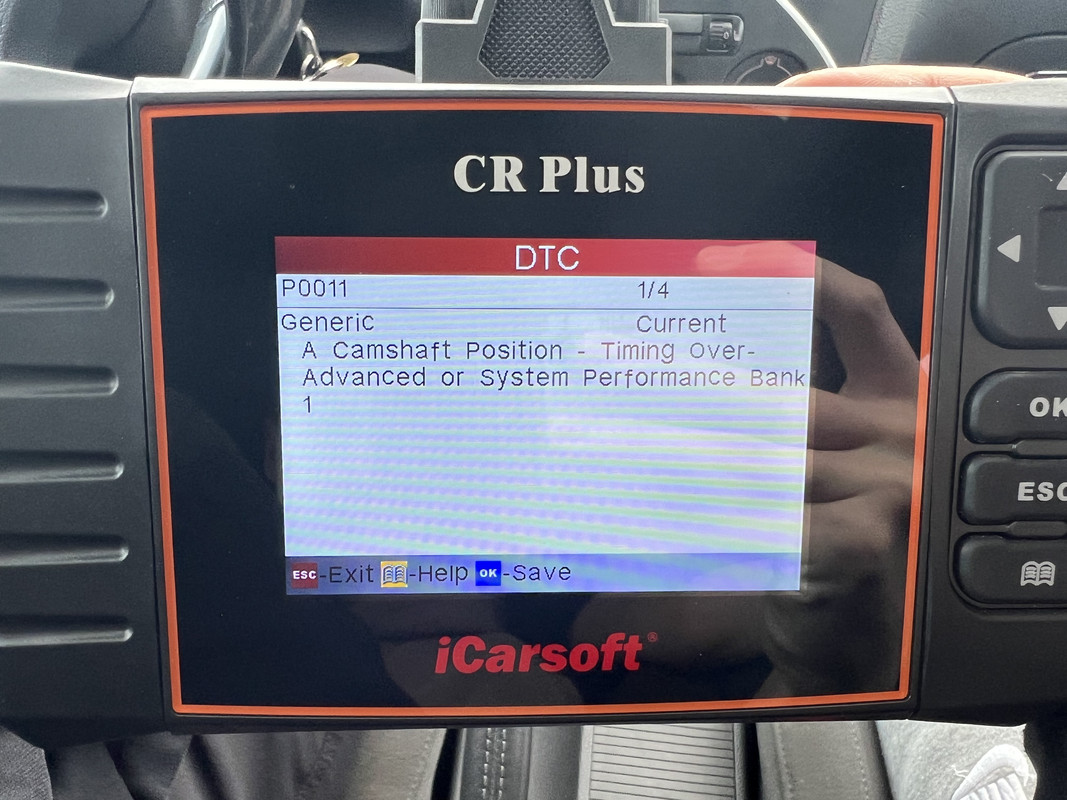 CR Plus
DTC
P0011 1/4
Generic Current
A Camshaft Position - Timing Over-
Advanced or System Performance Bank
1
ESC-Exit -Help OK-Save
iCarsoft®
OK
ESC